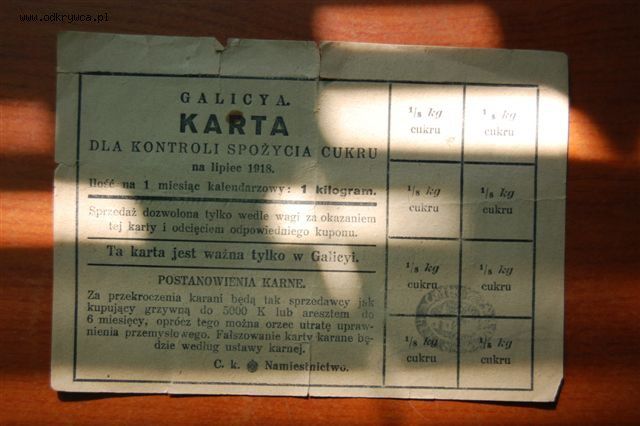 www.odkrywca.pl
GALICYA.
KARTA
DLA KONTROLI SPOŻYCIA CUKRU
na lipiec 1918.
Ilość na 1 miesiąc kalendarzowy: 1 kilogram.
Sprzedaż dozwolona tylko wedle wagi za okazaniem
tej karty i odcięciem odpowiedniego kuponu.
Ta karta jest ważna tylko w Galicyi.
POSTANOWIENIA KARNE.
Za przekroczenia karani będą tak sprzedawcy jak
kupujący grzywną do 5000 K lub aresztem do
6 miesięcy, oprócz tego można orzec utratę upraw-
nienia przemysłowego. Fałszowanie karty karane bę-
dzie według ustawy karnej.
C. k. Namiestnictwo.
1/8 kg
cukru
1/8 kg
cukru
1/8 kg
cukru
1/8 kg
cukru
1/8 kg
cukru
1/8 kg
cukru
1/8 kg
cukru
1/8 kg
cukru